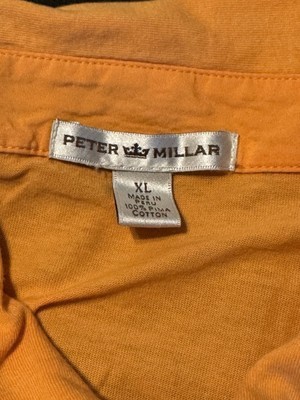 PETER MILLAR
XL
MADE IN
PERU
100% PIMA
COTTON